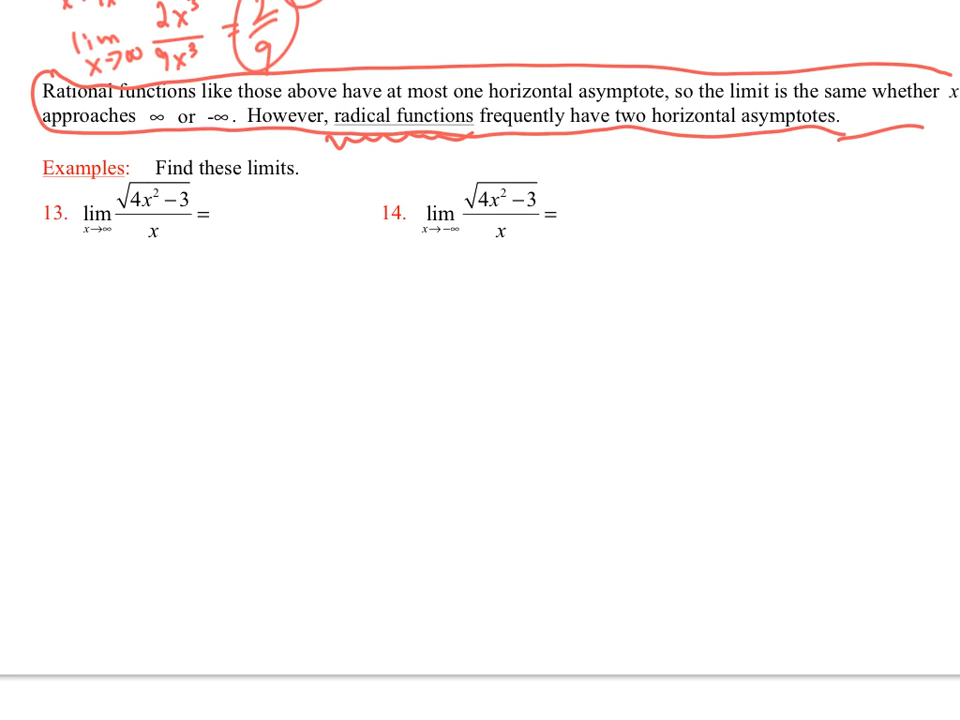 lim 2x³
x→∞ 9x³ = 2/9
Rational functions like those above have at most one horizontal asymptote, so the limit is the same whether x
approaches ∞ or -∞. However, radical functions frequently have two horizontal asymptotes.
Examples: Find these limits.
13. lim x→∞ √(4x² − 3) / x = 14. lim x→−∞ √(4x² − 3) / x =